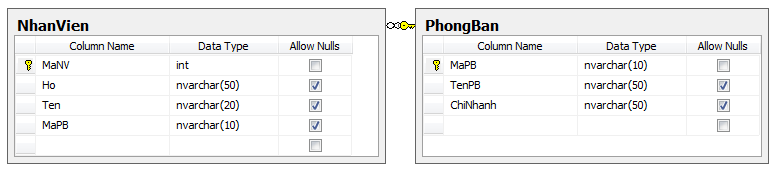 NhanVien
Column Name Data Type Allow Nulls
MaNV int
Ho nvarchar(50)
Ten nvarchar(20)
MaPB nvarchar(10)
PhongBan
Column Name Data Type Allow Nulls
MaPB nvarchar(10)
TenPB nvarchar(50)
ChiNhanh nvarchar(50)